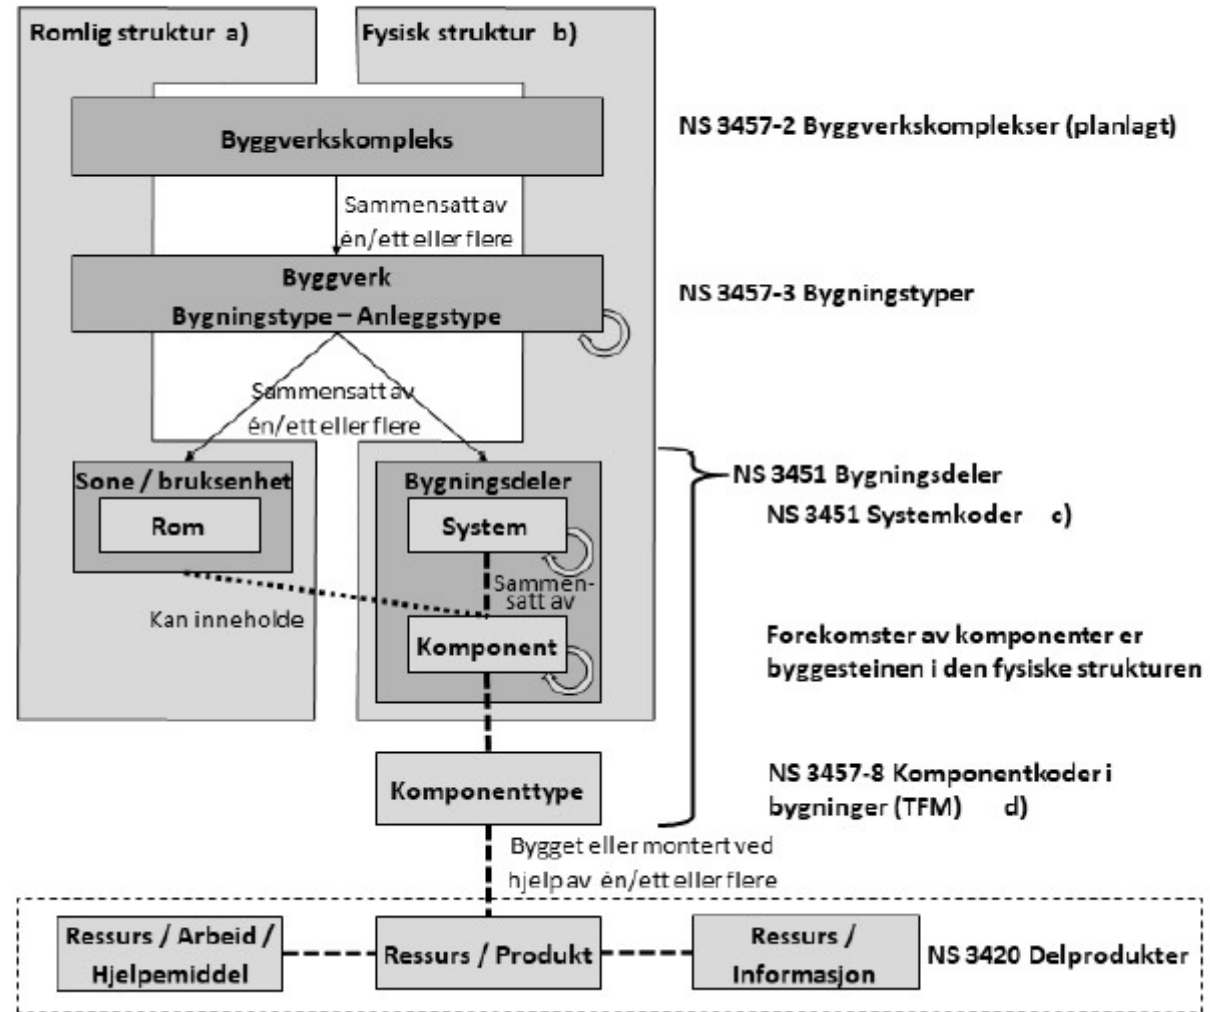 Romlig struktur a)
Fysisk struktur b)
Byggverkskompleks
NS 3457-2 Byggverkskomplekser (planlagt)
Sammensatt av
én/ett eller flere
Byggverk
Bygningstype – Anleggstype
NS 3457-3 Bygningstyper
Sammensatt av
én/ett eller flere
Sone / bruksenhet
Rom
Bygningsdeler
System
NS 3451 Bygningsdeler
NS 3451 Systemkoder c)
Sammen-
satt av
Kan inneholde
Komponent
Forekomster av komponenter er
byggesteinen i den fysiske strukturen
Komponenttype
NS 3457-8 Komponentkoder i
bygninger (TFM) d)
Bygget eller montert ved
hjelp av én/ett eller flere
Ressurs / Arbeid /
Hjelpemiddel
Ressurs / Produkt
Ressurs /
Informasjon
NS 3420 Delprodukter